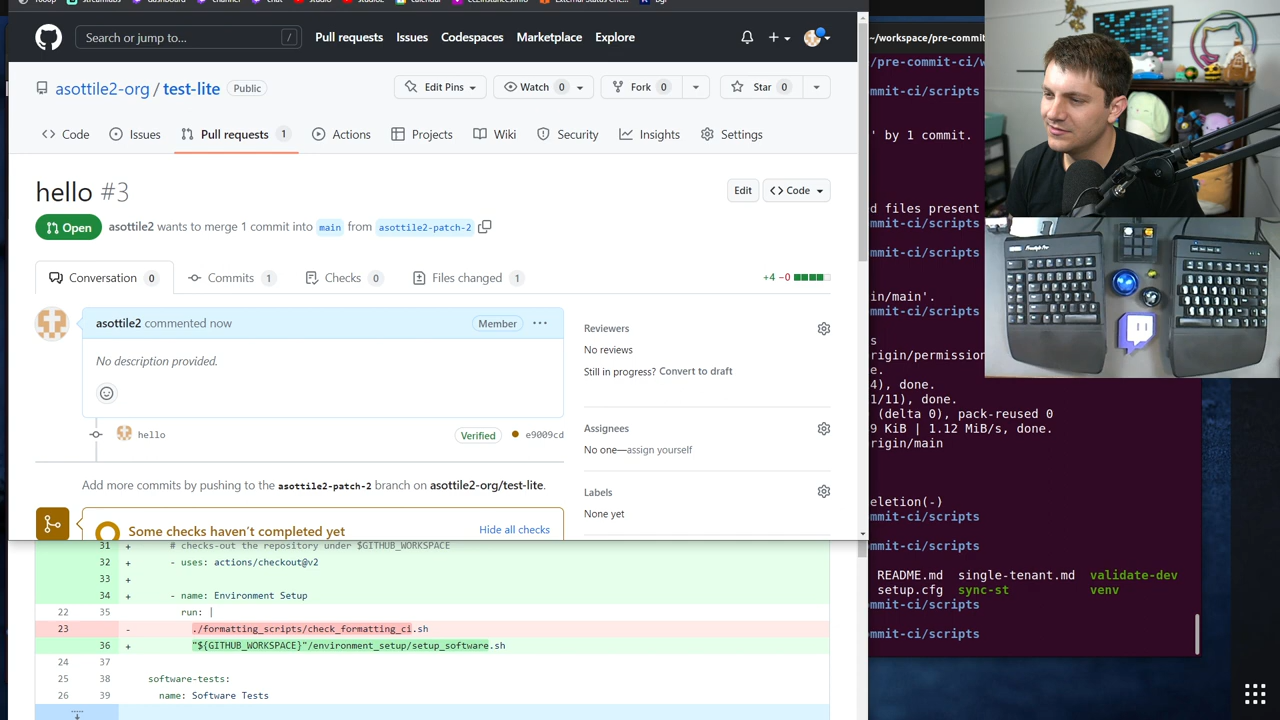 Search or jump to...
/
Pull requests
Issues
Codespaces
Marketplace
Explore
asottile2-org / test-lite
Public
Edit Pins
Watch 0
Fork 0
Star 0
Code
Issues
Pull requests 1
Actions
Projects
Wiki
Security
Insights
Settings
hello #3
Edit
<> Code
Open
asottile2 wants to merge 1 commit into main from asottile2-patch-2
Conversation 0
Commits 1
Checks 0
Files changed 1
+4 −0
asottile2 commented now
Member
No description provided.
hello
Verified
e9009cd
Add more commits by pushing to the asottile2-patch-2 branch on asottile2-org/test-lite.
Some checks haven't completed yet
Hide all checks
Reviewers
No reviews
Still in progress? Convert to draft
Assignees
No one—assign yourself
Labels
None yet
31 + # checks-out the repository under $GITHUB_WORKSPACE
32 + - uses: actions/checkout@v2
33 +
34 + - name: Environment Setup
22 35 run: |
23 - ./formatting_scripts/check_formatting_ci.sh
36 + "${GITHUB_WORKSPACE}"/environment_setup/setup_software.sh
24 37
25 38 software-tests:
26 39 name: Software Tests
~/workspace/pre-commit
/pre-commit-ci/w
mmit-ci/scripts
' by 1 commit.
d files present
mmit-ci/scripts
mmit-ci/scripts
in/main'.
mmit-ci/scripts
s
rigin/permission
e.
4), done.
1/11), done.
(delta 0), pack-reused 0
9 KiB | 1.12 MiB/s, done.
rigin/main
eletion(-)
mmit-ci/scripts
mmit-ci/scripts
README.md single-tenant.md validate-dev
setup.cfg sync-st venv
mmit-ci/scripts
mmit-ci/scripts